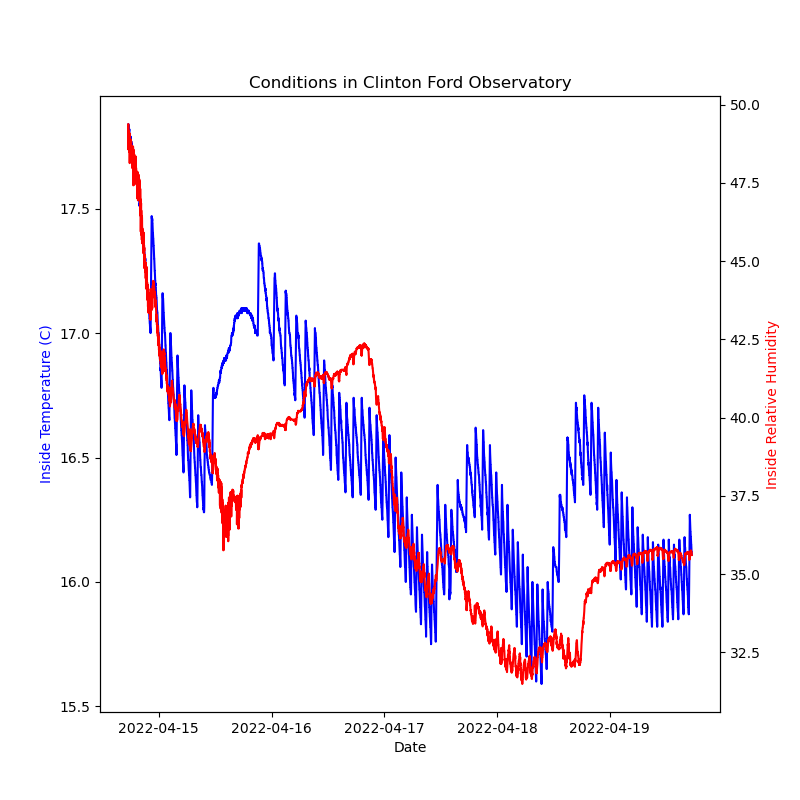 Conditions in Clinton Ford Observatory
Inside Temperature (C)
17.5
17.0
16.5
16.0
15.5
50.0
47.5
45.0
42.5
40.0
37.5
35.0
32.5
Inside Relative Humidity
2022-04-15 2022-04-16 2022-04-17 2022-04-18 2022-04-19
Date